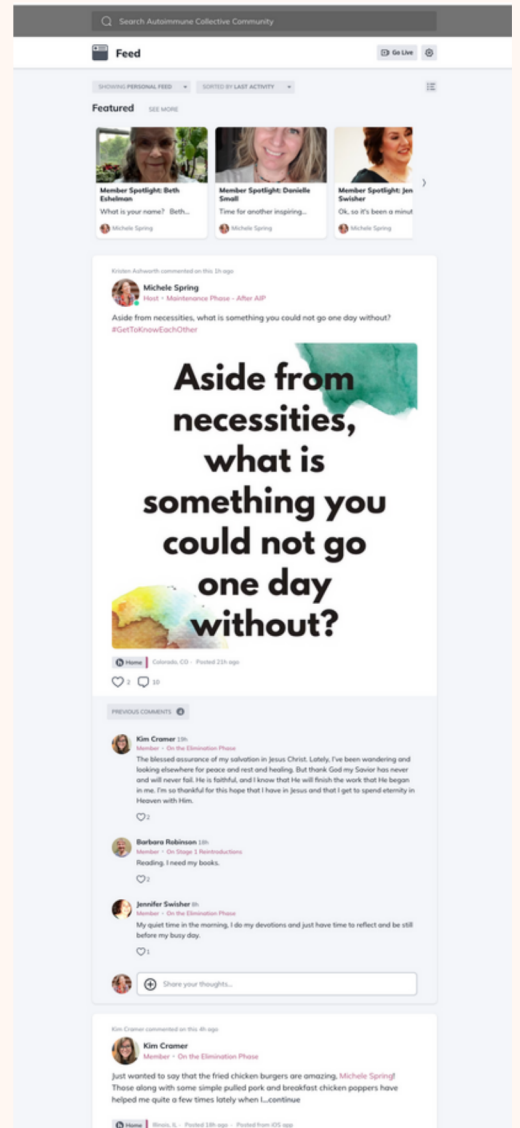 Search Autoimmune Collective Community
Feed
Go Live
SHOWING PERSONAL FEED
SORTED BY LAST ACTIVITY
Featured SEE MORE
Member Spotlight: Beth
Eshelman
What is your name? Beth...
Michele Spring
Member Spotlight: Danielle
Small
Time for another inspiring...
Michele Spring
Member Spotlight: Jen
Swisher
Ok, so it's been a minut
Michele Spring
Kristen Ashworth commented on this 1h ago
Michele Spring
Host • Maintenance Phase - After AIP
Aside from necessities, what is something you could not go one day without?
#GetToKnowEachOther
Aside from
necessities,
what is
something you
could not go
one day
without?
Home Colorado, CO · Posted 21h ago
2 10
PREVIOUS COMMENTS 4
Kim Cramer 19h
Member • On the Elimination Phase
The blessed assurance of my salvation in Jesus Christ. Lately, I've been wandering and
looking elsewhere for peace and rest and healing. But thank God my Savior has never
and will never fail. He is faithful, and I know that He will finish the work that He began
in me. I'm so thankful for this hope that I have in Jesus and that I get to spend eternity in
Heaven with Him.
2
Barbara Robinson 18h
Member • On Stage 1 Reintroductions
Reading. I need my books.
2
Jennifer Swisher 8h
Member • On the Elimination Phase
My quiet time in the morning. I do my devotions and just have time to reflect and be still
before my busy day.
1
Share your thoughts...
Kim Cramer commented on this 4h ago
Kim Cramer
Member • On the Elimination Phase
Just wanted to say that the fried chicken burgers are amazing, Michele Spring!
Those along with some simple pulled pork and breakfast chicken poppers have
helped me quite a few times lately when I...continue
Home Illinois, IL · Posted 18h ago · Posted from iOS app